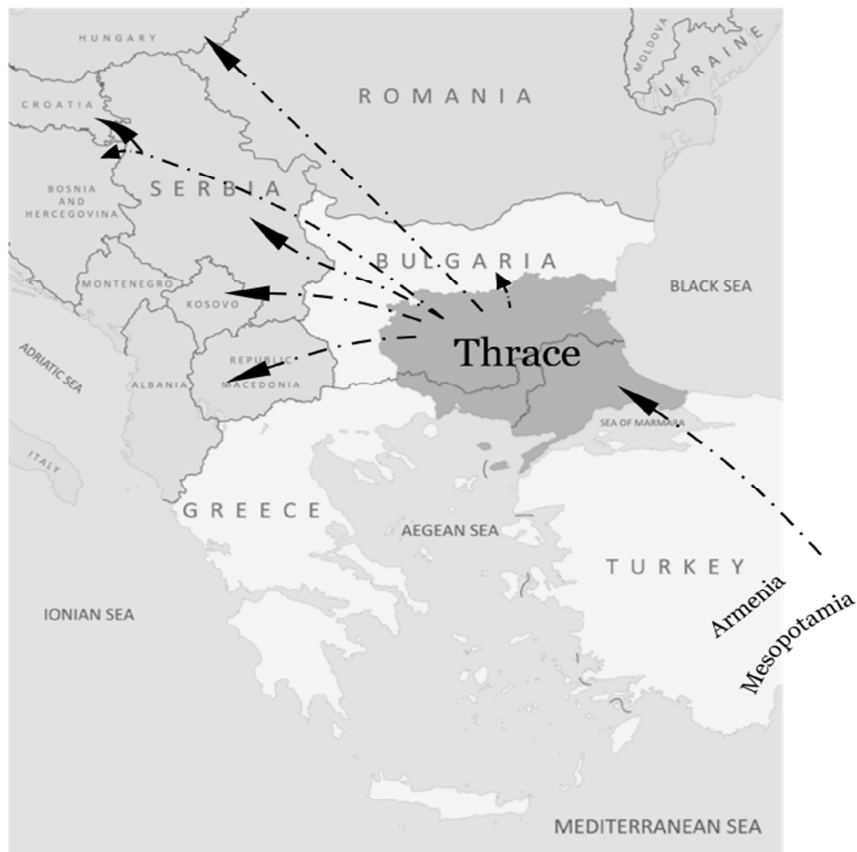 HUNGARY
MOLDOVA
UKRAINE
ROMANIA
CROATIA
SERBIA
BOSNIA
AND
HERCEGOVINA
BULGARIA
MONTENEGRO
KOSOVO
BLACK SEA
Thrace
ADRIATIC SEA
REPUBLIC
MACEDONIA
ALBANIA
SEA OF MARMARA
ITALY
GREECE
AEGEAN SEA
TURKEY
Armenia
Mesopotamia
IONIAN SEA
MEDITERRANEAN SEA